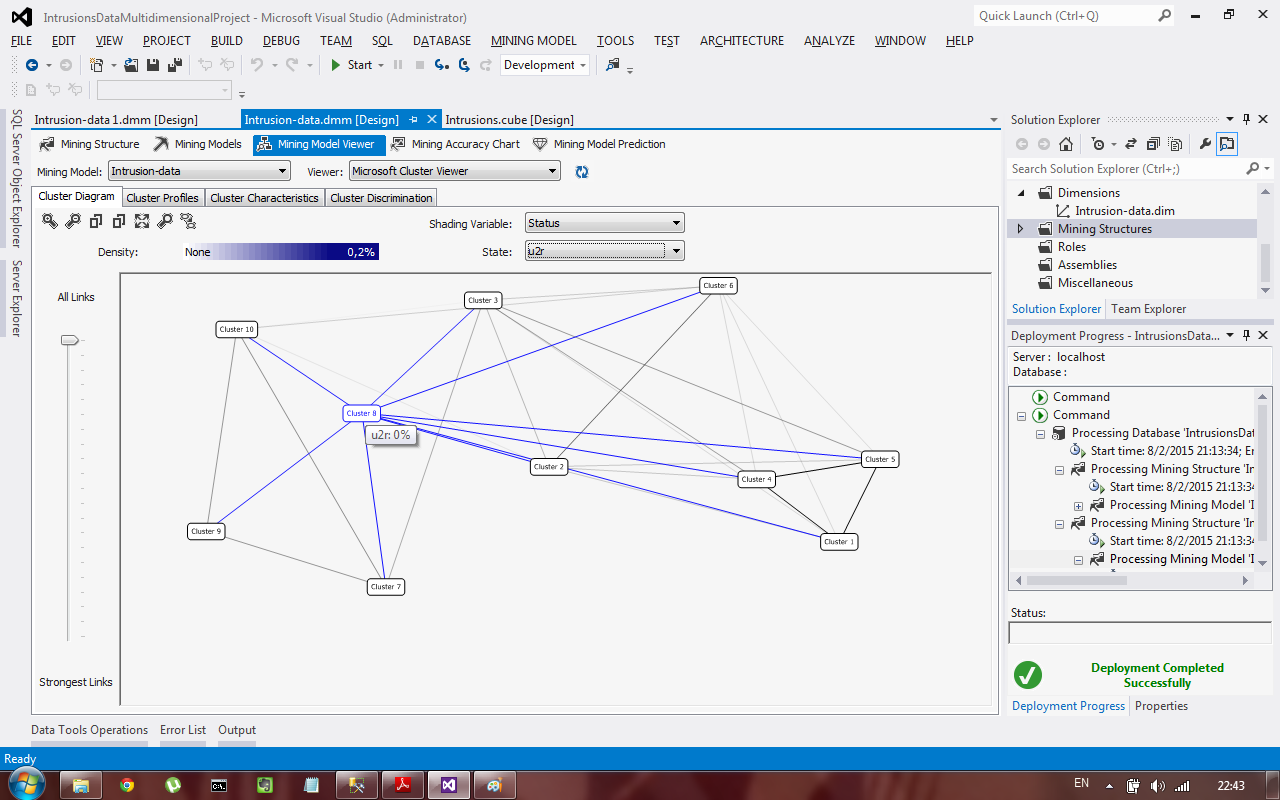 IntrusionsDataMultidimensionalProject - Microsoft Visual Studio (Administrator)
Quick Launch (Ctrl+Q)
FILE EDIT VIEW PROJECT BUILD DEBUG TEAM SQL DATABASE MINING MODEL TOOLS TEST ARCHITECTURE ANALYZE WINDOW HELP
Start Development
SQL Server Object Explorer
Server Explorer
Intrusion-data 1.dmm [Design] Intrusion-data.dmm [Design] Intrusions.cube [Design]
Mining Structure Mining Models Mining Model Viewer Mining Accuracy Chart Mining Model Prediction
Mining Model: Intrusion-data Viewer: Microsoft Cluster Viewer
Cluster Diagram Cluster Profiles Cluster Characteristics Cluster Discrimination
Shading Variable: Status
Density: None 0,2% State: u2r
All Links
Strongest Links
Cluster 6
Cluster 3
Cluster 10
Cluster 8
u2r: 0%
Cluster 5
Cluster 2
Cluster 4
Cluster 9
Cluster 1
Cluster 7
Solution Explorer
Search Solution Explorer (Ctrl+;)
Dimensions
Intrusion-data.dim
Mining Structures
Roles
Assemblies
Miscellaneous
Solution Explorer Team Explorer
Deployment Progress - IntrusionsData...
Server : localhost
Database :
Command
Command
Processing Database 'IntrusionsDat
Start time: 8/2/2015 21:13:34; En
Processing Mining Structure 'In
Start time: 8/2/2015 21:13:34
Processing Mining Model 'I
Processing Mining Structure 'In
Start time: 8/2/2015 21:13:34
Processing Mining Model 'I
Status:
Deployment Completed
Successfully
Deployment Progress Properties
Data Tools Operations Error List Output
Ready
C:\.
EN 22:43